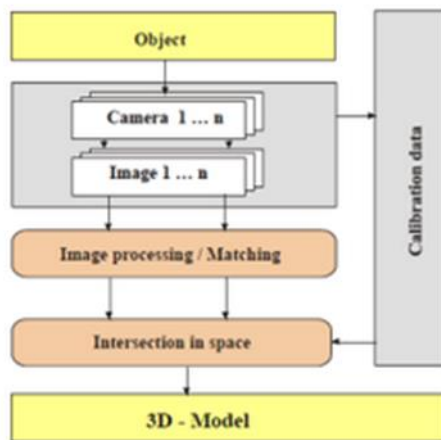 Object
Camera 1 ... n
Image 1 ... n
Calibration data
Image processing / Matching
Intersection in space
3D - Model